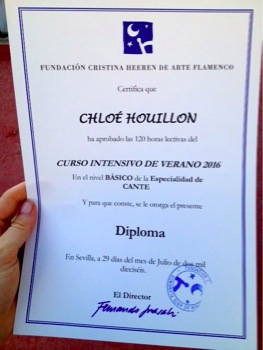 FUNDACIÓN CRISTINA HEEREN DE ARTE FLAMENCO
Certifica que
CHLOÉ HOUILLON
ha aprobado las 120 horas lectivas del
CURSO INTENSIVO DE VERANO 2016
En el nivel BÁSICO de la Especialidad de
CANTE
Y para que conste, se le otorga el presente
Diploma
En Sevilla, a 29 días del mes de Julio de dos mil
dieciséis.
El Director
Fernando